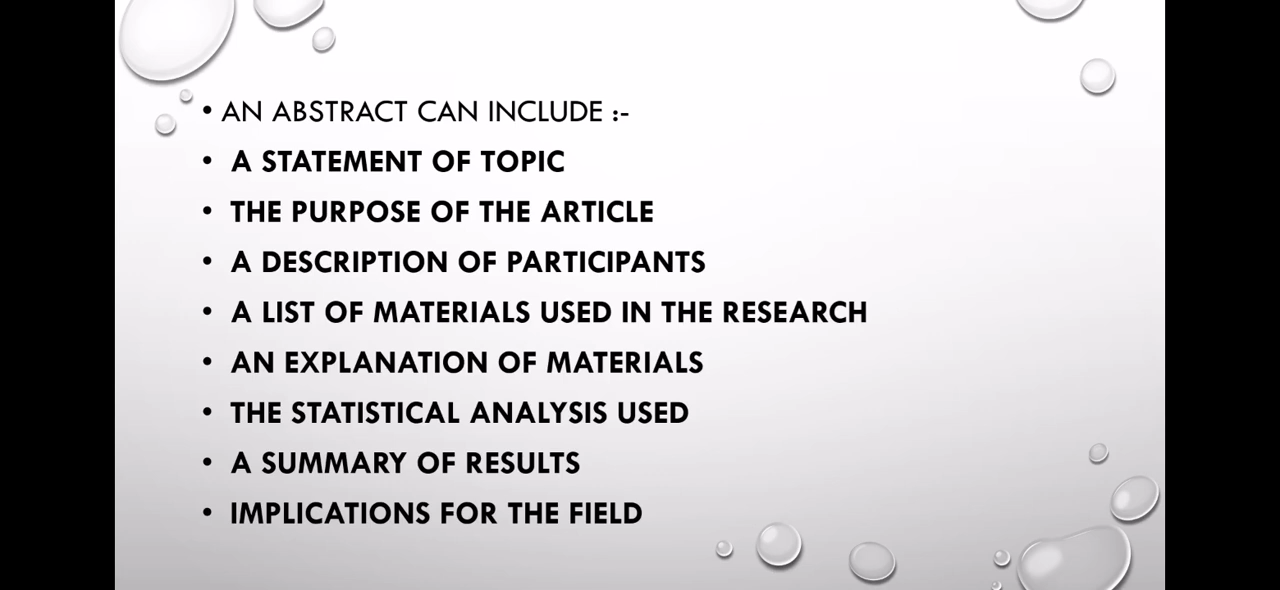 • AN ABSTRACT CAN INCLUDE :-
• A STATEMENT OF TOPIC
• THE PURPOSE OF THE ARTICLE
• A DESCRIPTION OF PARTICIPANTS
• A LIST OF MATERIALS USED IN THE RESEARCH
• AN EXPLANATION OF MATERIALS
• THE STATISTICAL ANALYSIS USED
• A SUMMARY OF RESULTS
• IMPLICATIONS FOR THE FIELD